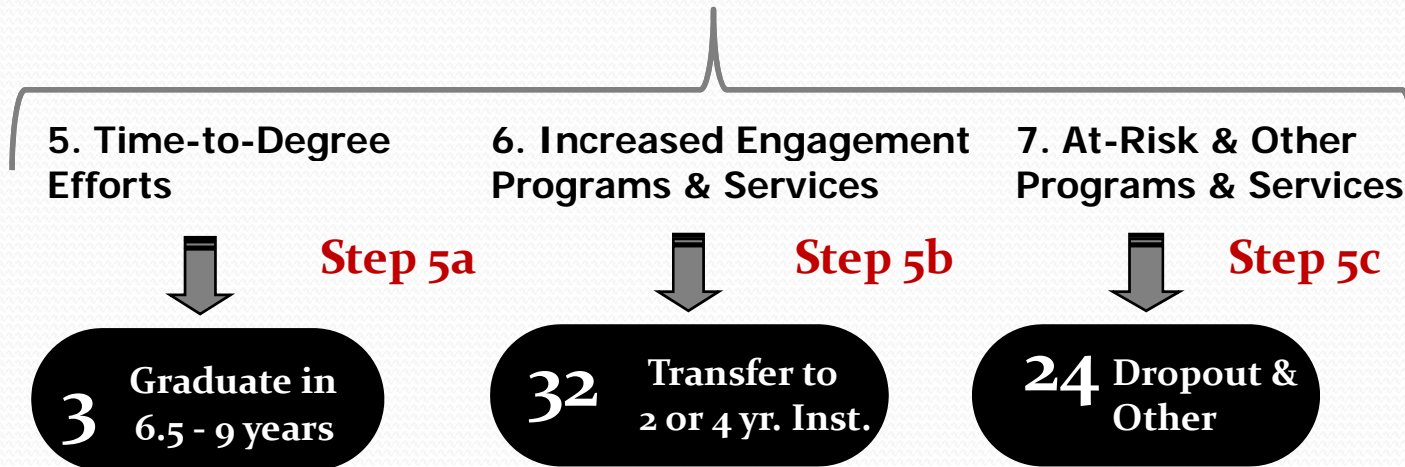 5. Time-to-Degree
Efforts
6. Increased Engagement
Programs & Services
7. At-Risk & Other
Programs & Services
Step 5a
Step 5b
Step 5c
3 Graduate in
6.5 - 9 years
32 Transfer to
2 or 4 yr. Inst.
24 Dropout &
Other